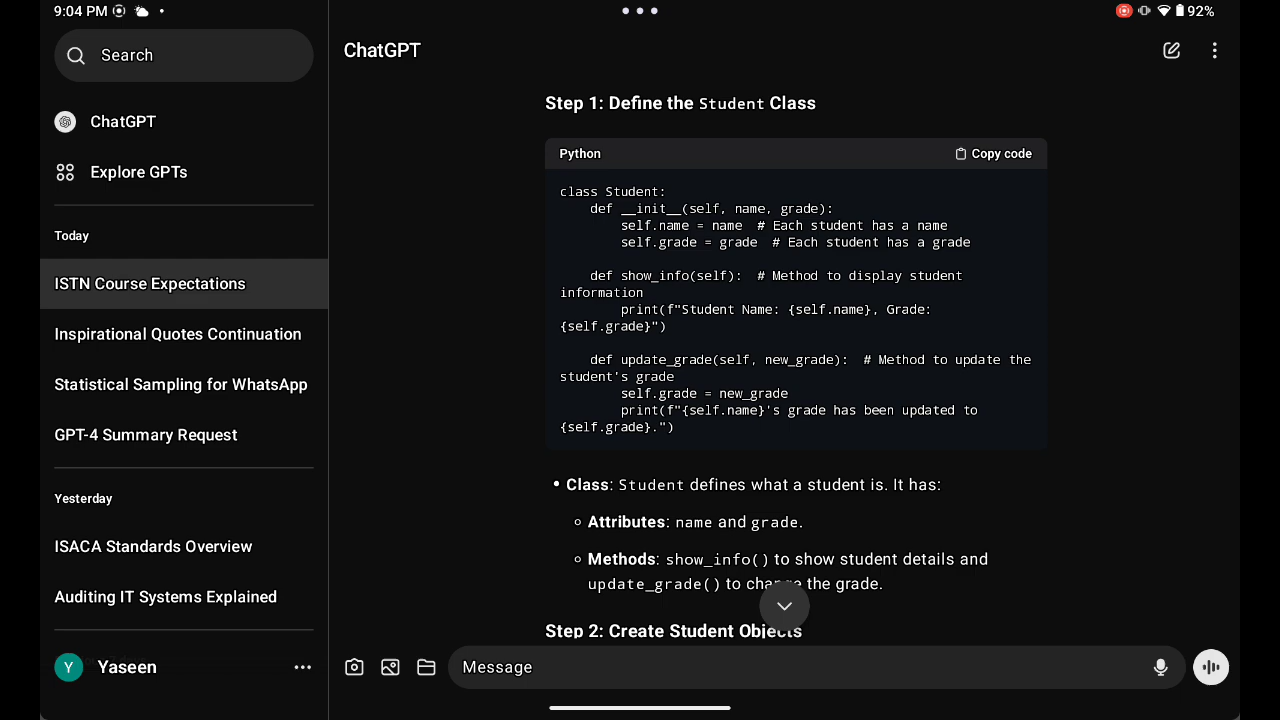 9:04 PM
92%
Search
ChatGPT
Explore GPTs
Today
ISTN Course Expectations
Inspirational Quotes Continuation
Statistical Sampling for WhatsApp
GPT-4 Summary Request
Yesterday
ISACA Standards Overview
Auditing IT Systems Explained
Y Yaseen
ChatGPT
Step 1: Define the Student Class
Python Copy code
class Student:
    def __init__(self, name, grade):
        self.name = name  # Each student has a name
        self.grade = grade  # Each student has a grade
    def show_info(self):  # Method to display student
information
        print(f"Student Name: {self.name}, Grade:
{self.grade}")
    def update_grade(self, new_grade):  # Method to update the
student's grade
        self.grade = new_grade
        print(f"{self.name}'s grade has been updated to
{self.grade}.")
• Class: Student defines what a student is. It has:
◦ Attributes: name and grade.
◦ Methods: show_info() to show student details and
update_grade() to change the grade.
Step 2: Create Student Objects
Message